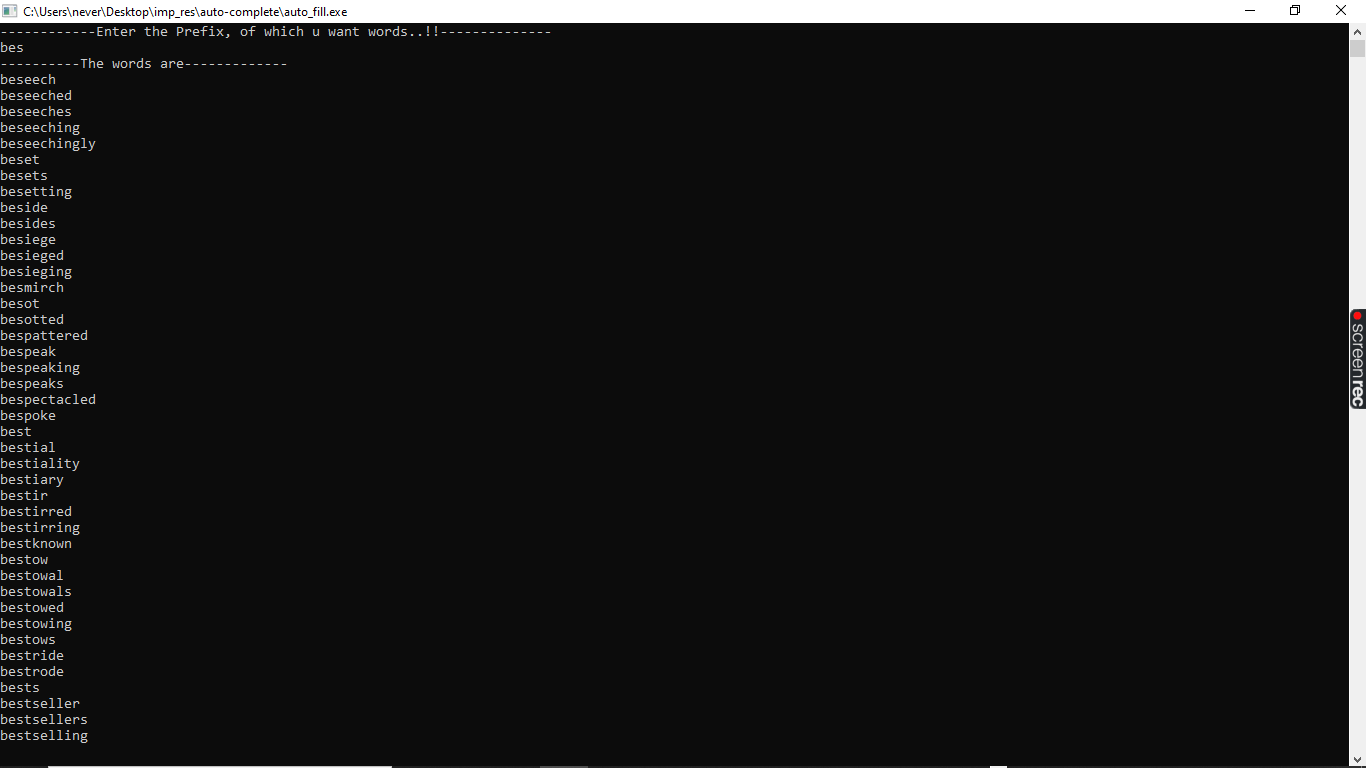 C:\Users\never\Desktop\imp_res\auto-complete\auto_fill.exe
------------Enter the Prefix, of which u want words..!!--------------
bes
----------The words are-------------
beseech
beseeched
beseeches
beseeching
beseechingly
beset
besets
besetting
beside
besides
besiege
besieged
besieging
besmirch
besot
besotted
bespattered
bespeak
bespeaking
bespeaks
bespectacled
bespoke
best
bestial
bestiality
bestiary
bestir
bestirred
bestirring
bestknown
bestow
bestowal
bestowals
bestowed
bestowing
bestows
bestride
bestrode
bests
bestseller
bestsellers
bestselling
screenrec